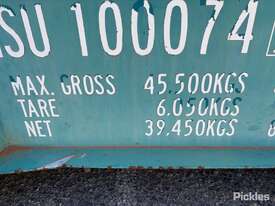 SU 100074
MAX. GROSS 45.500KGS
TARE 6.050KGS
NET 39.450KGS
Pickles